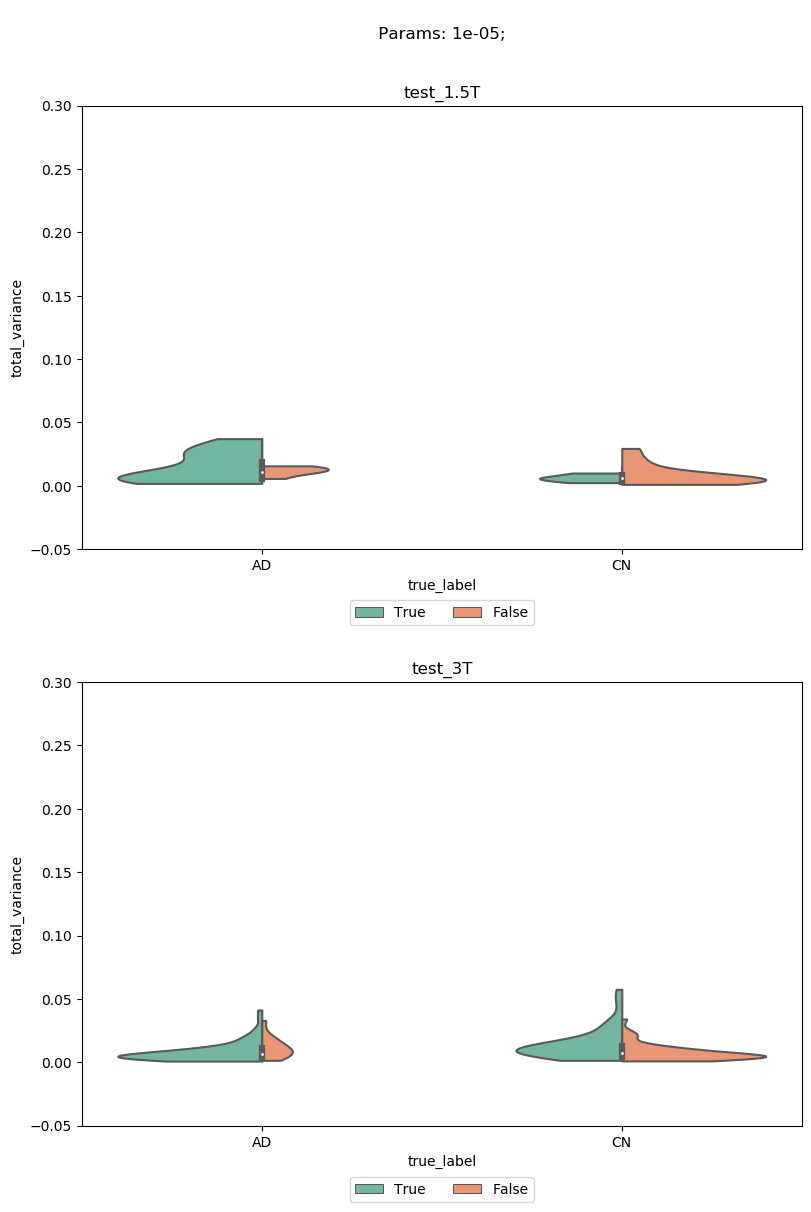 Params: 1e-05;
test_1.5T
0.30
0.25
0.20
0.15
0.10
0.05
0.00
−0.05
total_variance
AD
CN
true_label
True
False
test_3T
0.30
0.25
0.20
0.15
0.10
0.05
0.00
−0.05
total_variance
AD
CN
true_label
True
False